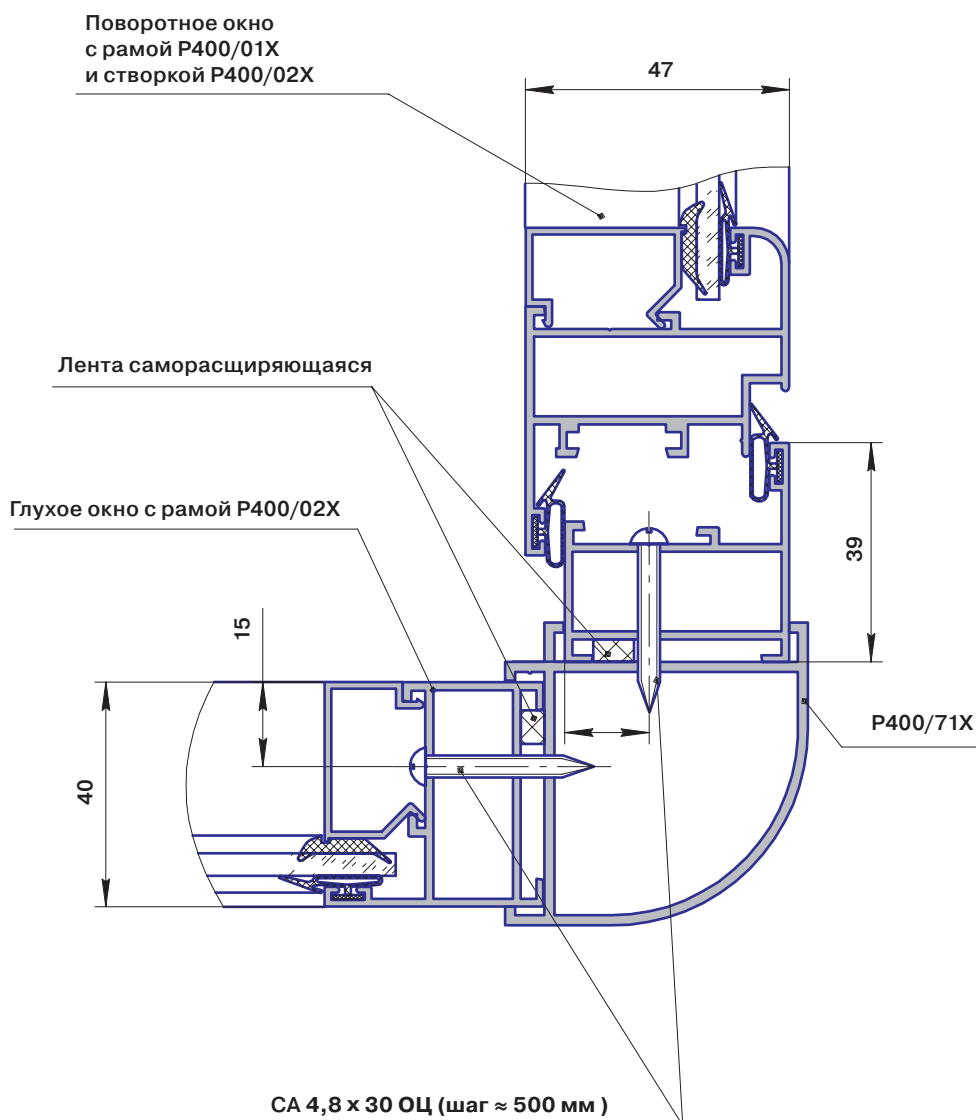 Поворотное окно
с рамой Р400/01Х
и створкой Р400/02Х
47
Лента саморасщиряющаяся
Глухое окно с рамой Р400/02Х
39
15
Р400/71Х
40
СА 4,8 х 30 ОЦ (шаг ≈ 500 мм )